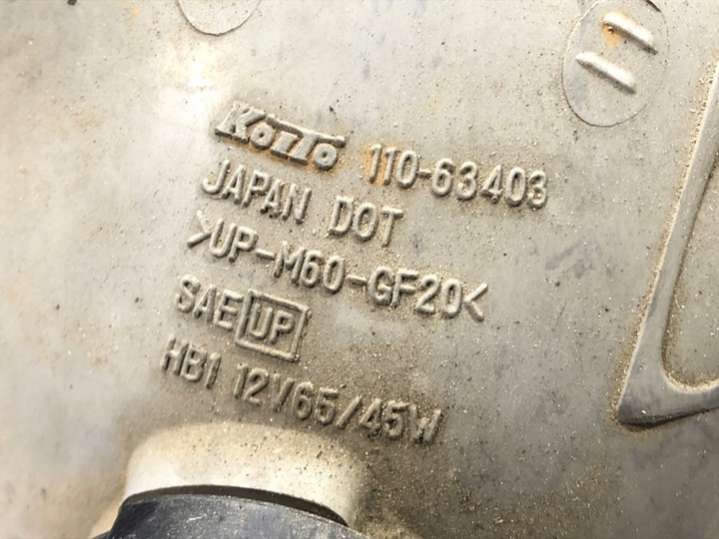 KoITo 110-63403
JAPAN DOT
>UP-M60-GF20<
SAE UP
HB1 12V65/45W